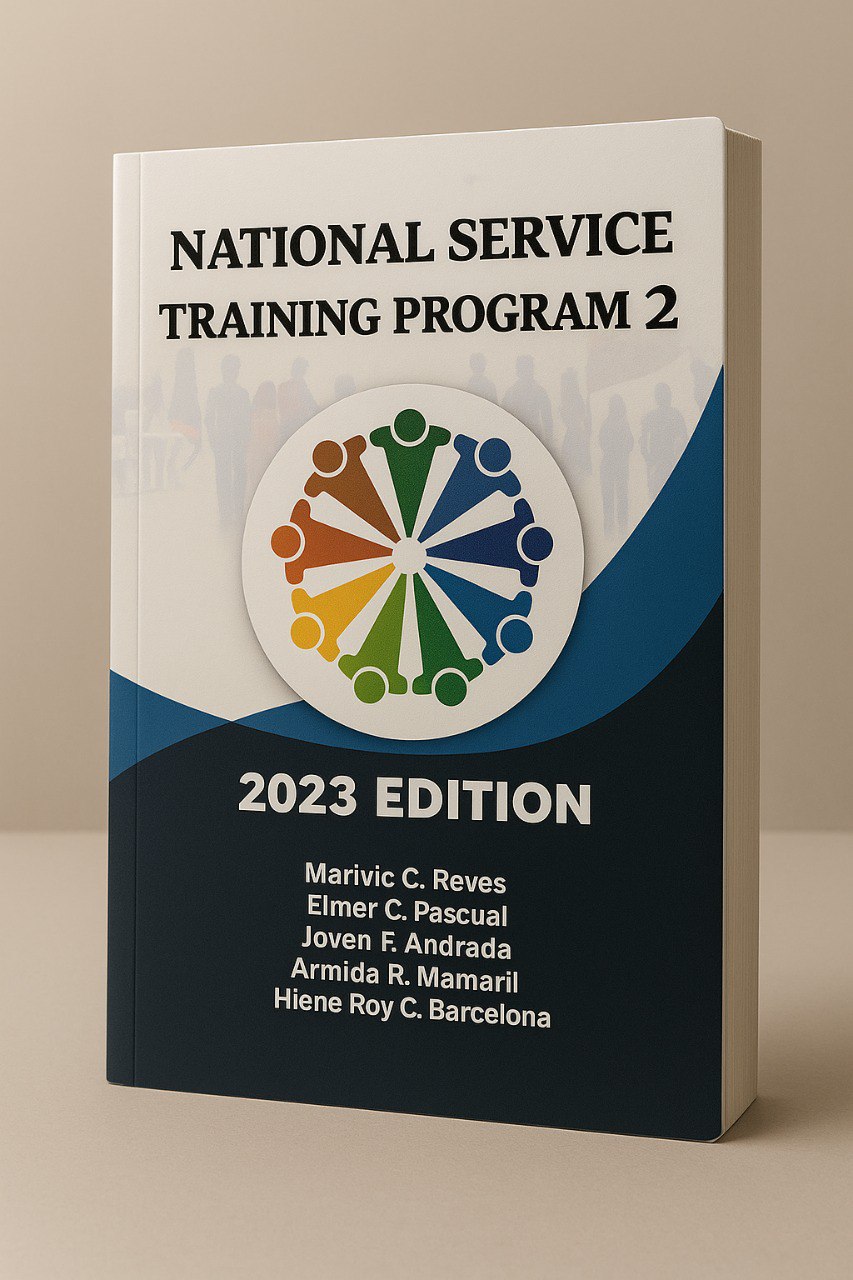 NATIONAL SERVICE
TRAINING PROGRAM 2
2023 EDITION
Marivic C. Reves
Elmer C. Pascual
Joven F. Andrada
Armida R. Mamaril
Hiene Roy C. Barcelona